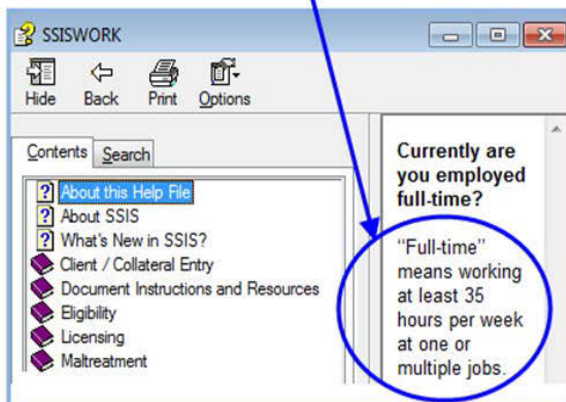 SSISWORK
Hide Back Print Options
Contents Search
About this Help File
About SSIS
What's New in SSIS?
Client / Collateral Entry
Document Instructions and Resources
Eligibility
Licensing
Maltreatment
Currently are
you employed
full-time?
“Full-time”
means working
at least 35
hours per week
at one or
multiple jobs.